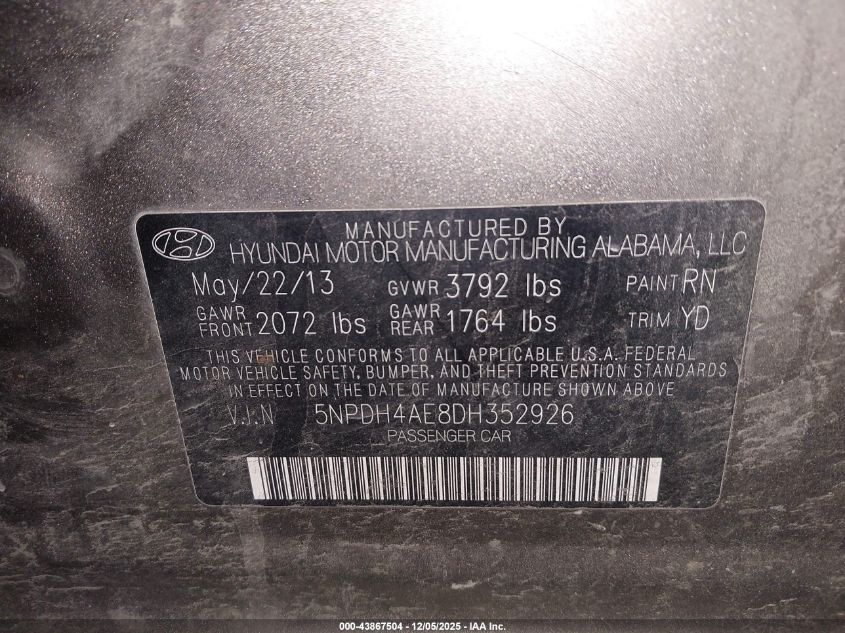 MANUFACTURED BY
HYUNDAI MOTOR MANUFACTURING ALABAMA, LLC
May/22/13 GVWR 3792 lbs PAINT RN
GAWR FRONT 2072 lbs GAWR REAR 1764 lbs TRIM YD
THIS VEHICLE CONFORMS TO ALL APPLICABLE U.S.A. FEDERAL
MOTOR VEHICLE SAFETY, BUMPER, AND THEFT PREVENTION STANDARDS
IN EFFECT ON THE DATE OF MANUFACTURE SHOWN ABOVE
V.I.N 5NPDH4AE8DH352926
PASSENGER CAR
000-43867504 - 12/05/2025 - IAA Inc.